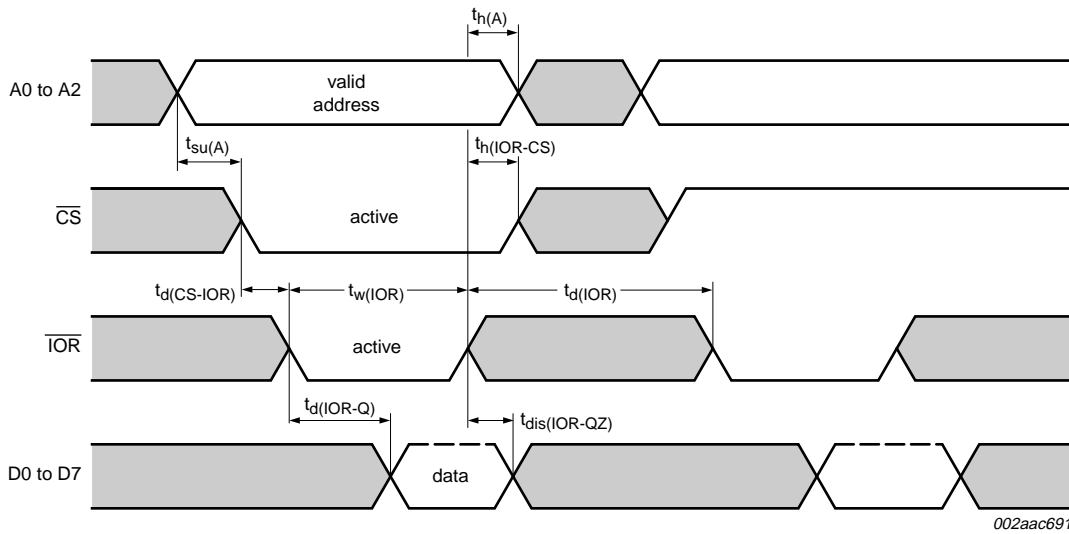 th(A)
A0 to A2
valid
address
tsu(A)
th(IOR-CS)
CS
active
td(CS-IOR)
tw(IOR)
td(IOR)
IOR
active
td(IOR-Q)
tdis(IOR-QZ)
D0 to D7
data
002aac691